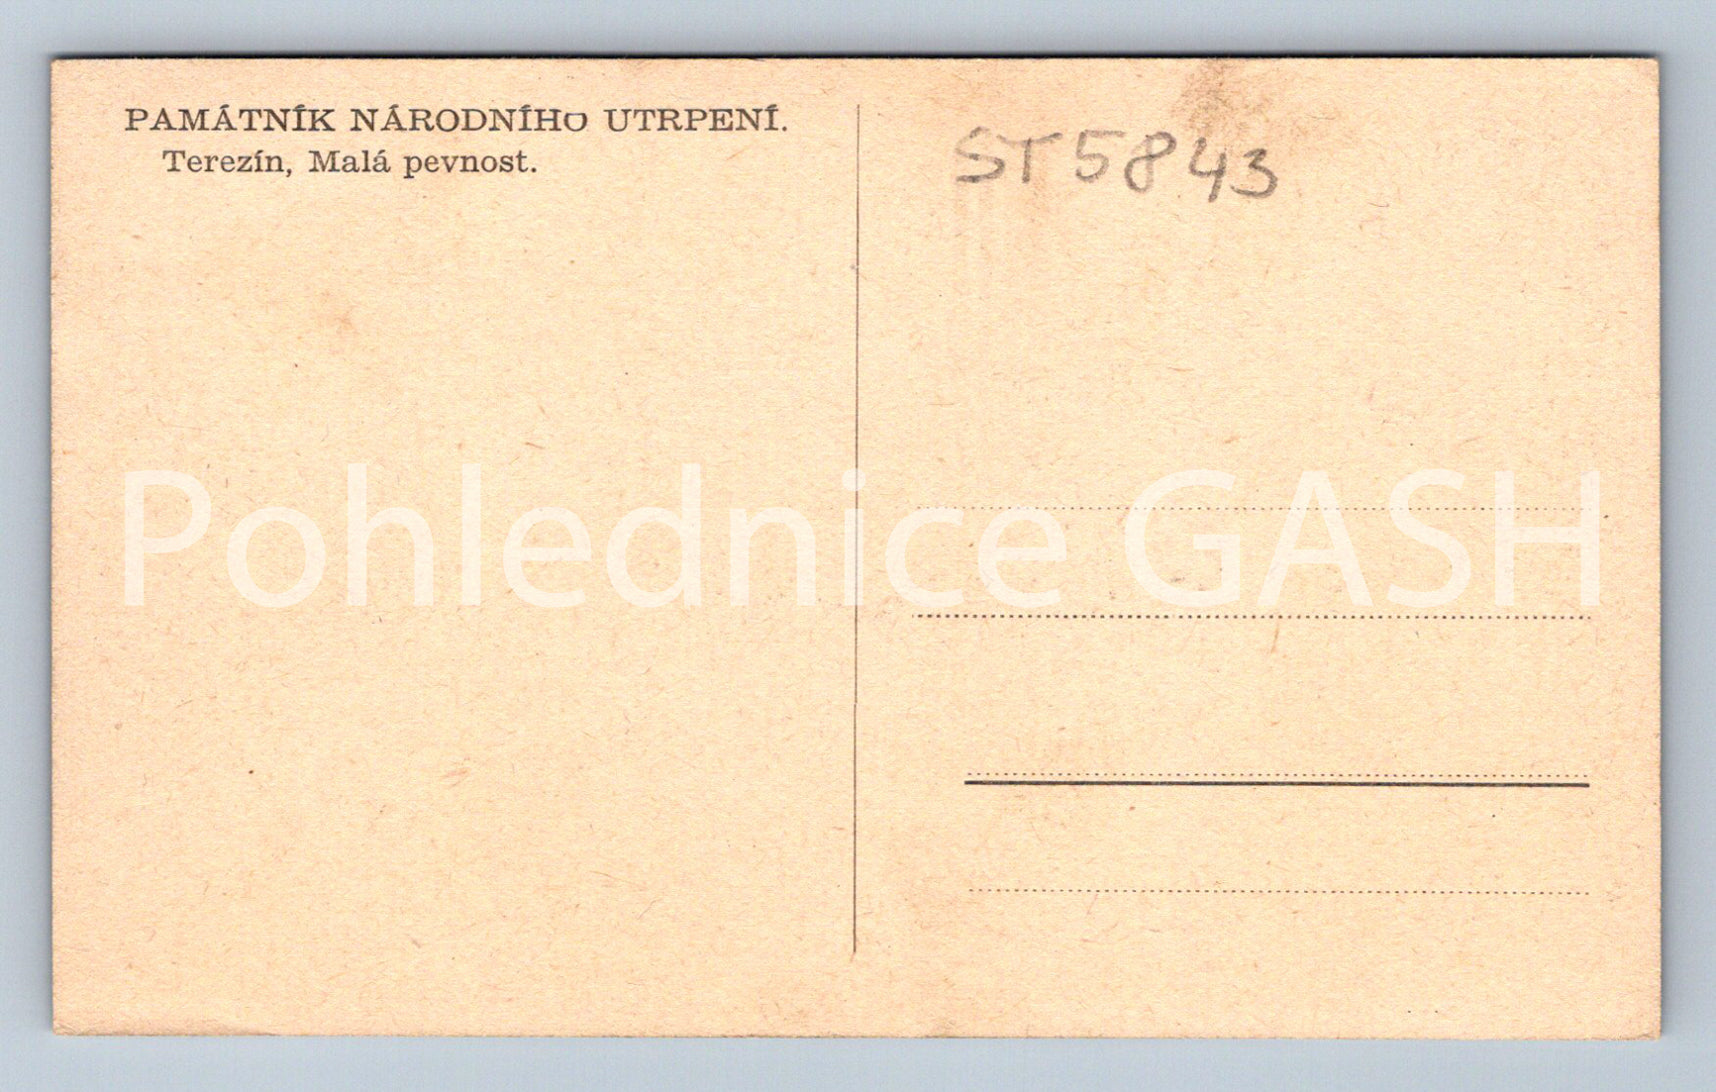 PAMÁTNÍK NÁRODNÍHO UTRPENÍ.
Terezín, Malá pevnost.
ST5843
Pohlednice GASH